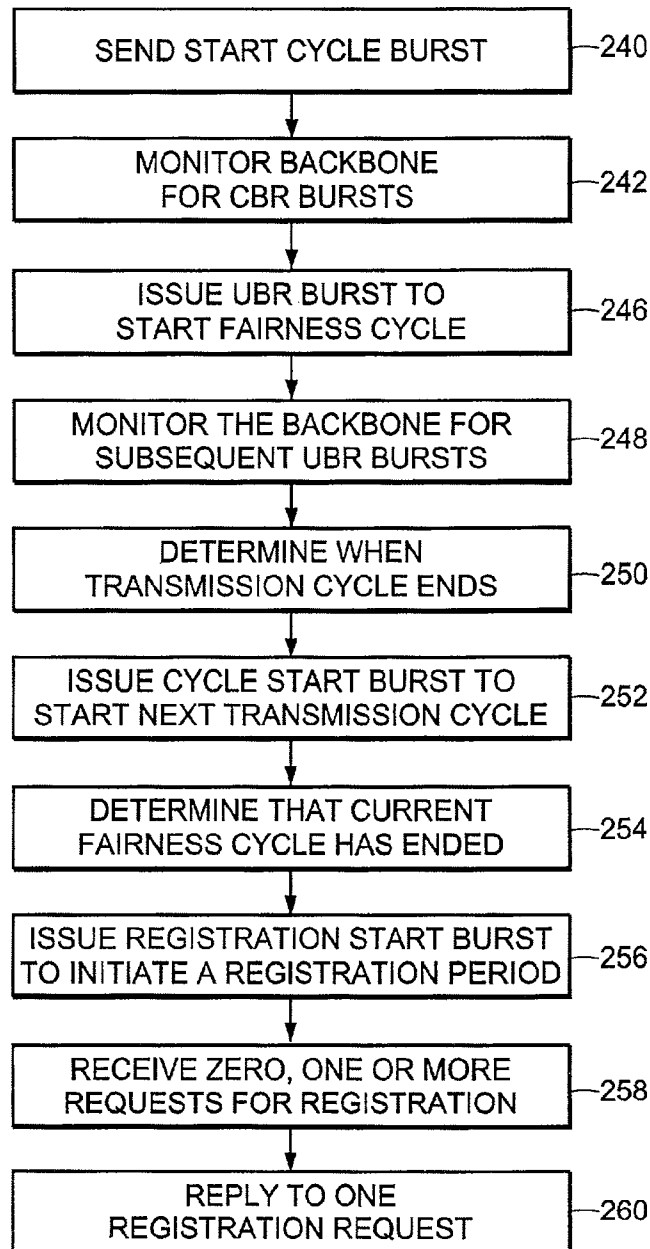 SEND START CYCLE BURST
240
MONITOR BACKBONE
FOR CBR BURSTS
242
ISSUE UBR BURST TO
START FAIRNESS CYCLE
246
MONITOR THE BACKBONE FOR
SUBSEQUENT UBR BURSTS
248
DETERMINE WHEN
TRANSMISSION CYCLE ENDS
250
ISSUE CYCLE START BURST TO
START NEXT TRANSMISSION CYCLE
252
DETERMINE THAT CURRENT
FAIRNESS CYCLE HAS ENDED
254
ISSUE REGISTRATION START BURST
TO INITIATE A REGISTRATION PERIOD
256
RECEIVE ZERO, ONE OR MORE
REQUESTS FOR REGISTRATION
258
REPLY TO ONE
REGISTRATION REQUEST
260